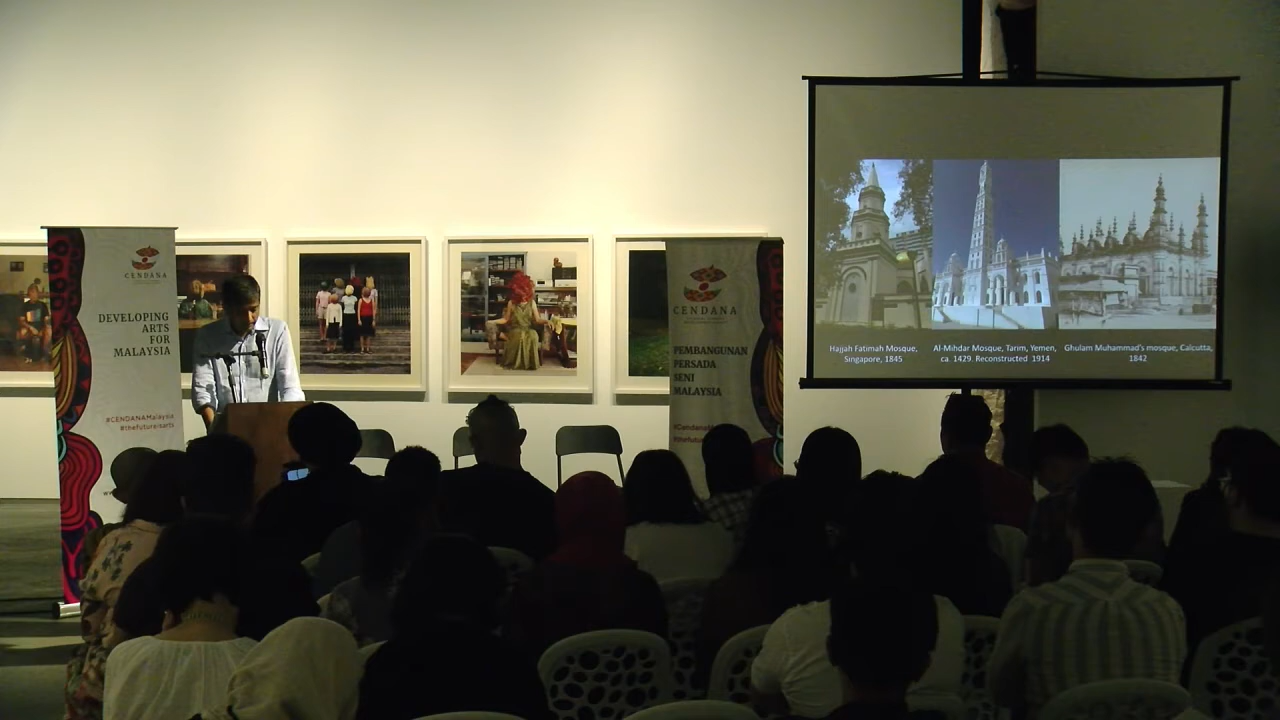 CENDANA
DEVELOPING
ARTS
FOR
MALAYSIA
#CENDANAMalaysia
#thefutureisarts
CENDANA
PEMBANGUNAN
PERSADA
SENI
MALAYSIA
Hajjah Fatimah Mosque,
Singapore, 1845
Al-Mihdar Mosque, Tarim, Yemen,
ca. 1429. Reconstructed 1914
Ghulam Muhammad's mosque, Calcutta,
1842